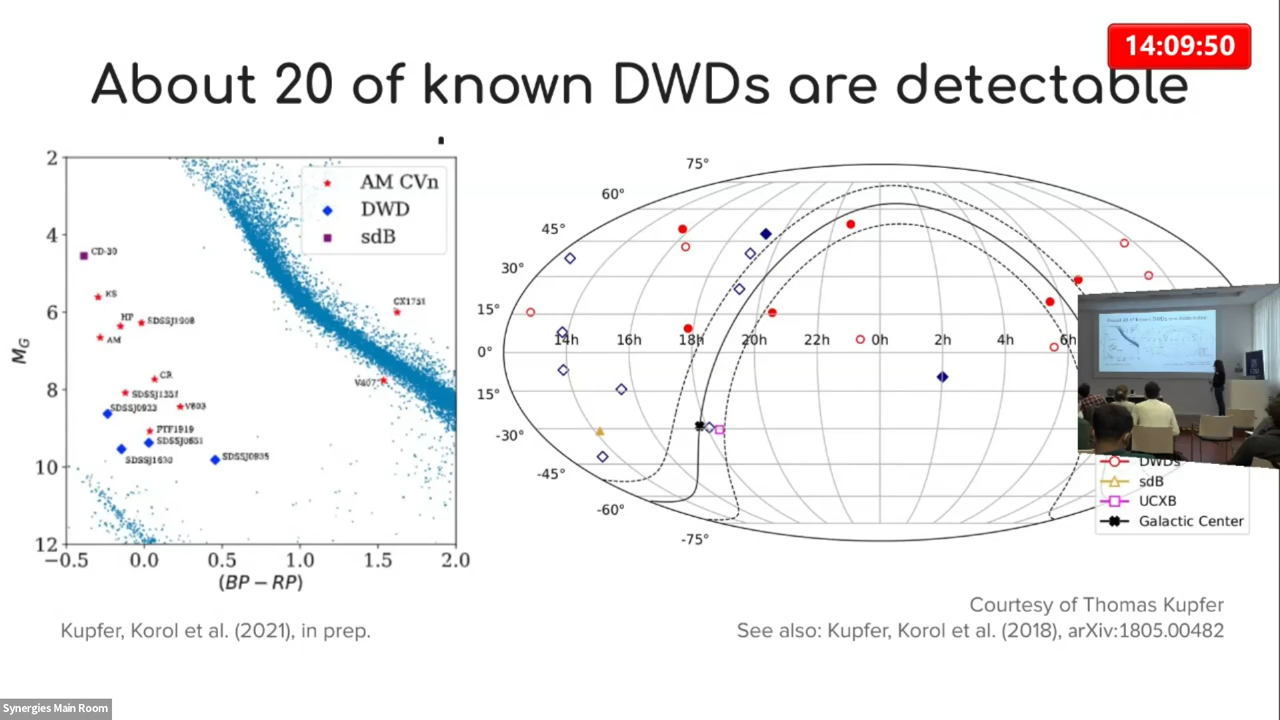 14:09:50
About 20 of known DWDs are detectable
2
4
6
8
10
12
M_G
−0.5
0.0
0.5
1.0
1.5
2.0
(BP − RP)
AM CVn
DWD
sdB
CD-30
ES
HP
SDSSJ1908
AM
CX1751
CR
V407
SDSSJ1351
V803
SDSSJ0923
PTF1919
SDSSJ0651
SDSSJ1630
SDSSJ0935
75°
60°
45°
30°
15°
0°
15°
-30°
-45°
-60°
-75°
14h
16h
18h
20h
22h
0h
2h
4h
6h
DWDs
sdB
UCXB
Galactic Center
Kupfer, Korol et al. (2021), in prep.
Courtesy of Thomas Kupfer
See also: Kupfer, Korol et al. (2018), arXiv:1805.00482
Synergies Main Room